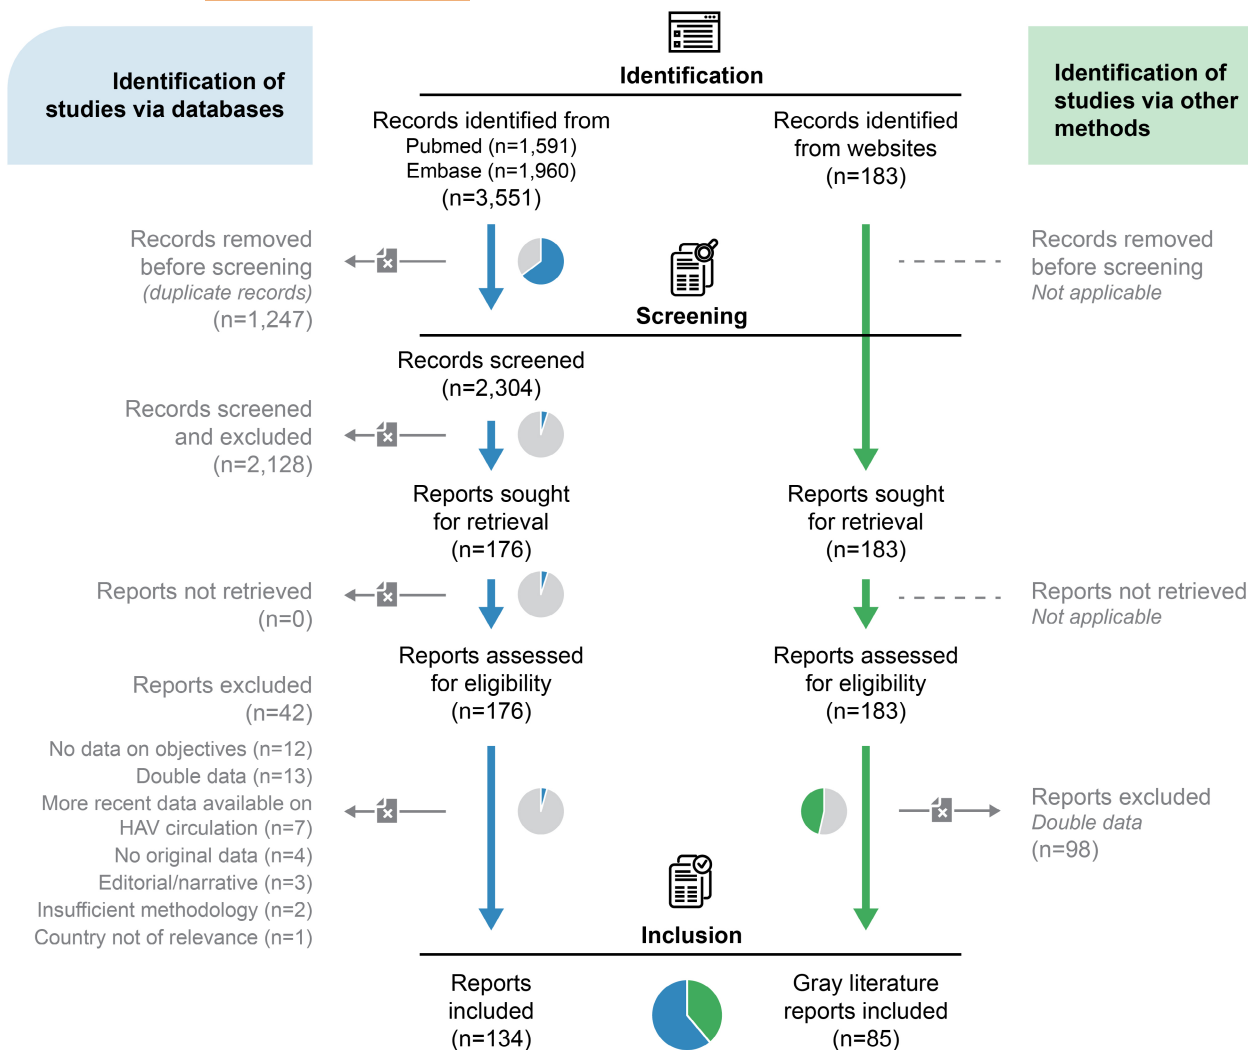 Identification of
studies via databases
Identification
Identification of
studies via other
methods
Records identified from
Pubmed (n=1,591)
Embase (n=1,960)
(n=3,551)
Records identified
from websites
(n=183)
Records removed
before screening
(duplicate records)
(n=1,247)
Records removed
before screening
Not applicable
Screening
Records screened
(n=2,304)
Records screened
and excluded
(n=2,128)
Reports sought
for retrieval
(n=176)
Reports sought
for retrieval
(n=183)
Reports not retrieved
(n=0)
Reports not retrieved
Not applicable
Reports assessed
for eligibility
(n=176)
Reports assessed
for eligibility
(n=183)
Reports excluded
(n=42)
No data on objectives (n=12)
Double data (n=13)
More recent data available on
HAV circulation (n=7)
No original data (n=4)
Editorial/narrative (n=3)
Insufficient methodology (n=2)
Country not of relevance (n=1)
Reports excluded
Double data
(n=98)
Inclusion
Reports
included
(n=134)
Gray literature
reports included
(n=85)